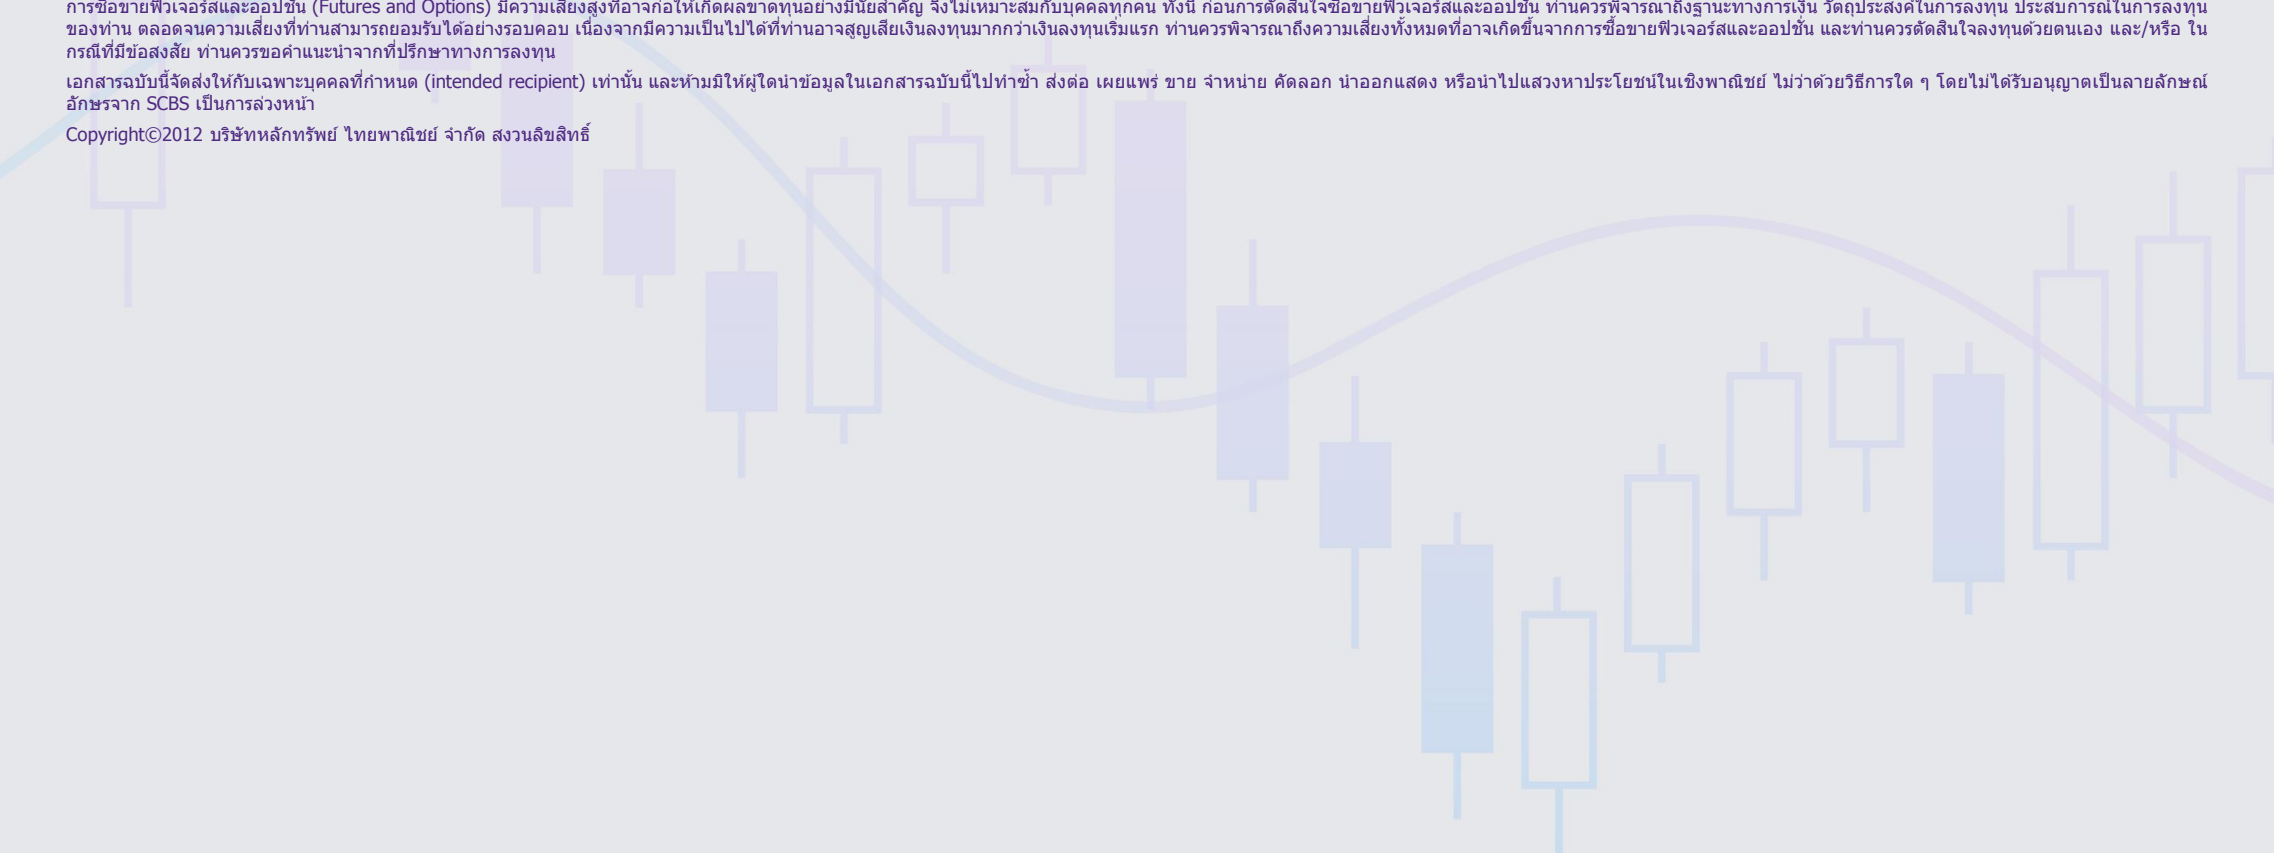 การซื้อขายฟิวเจอร์สและออปชั่น (Futures and Options) มีความเสี่ยงสูงที่อาจก่อให้เกิดผลขาดทุนอย่างมีนัยสำคัญ จึงไม่เหมาะสมกับบุคคลทุกคน ทั้งนี้ ก่อนการตัดสินใจซื้อขายฟิวเจอร์สและออปชั่น ท่านควรพิจารณาถึงฐานะทางการเงิน วัตถุประสงค์ในการลงทุน ประสบการณ์ในการลงทุน
ของท่าน ตลอดจนความเสี่ยงที่ท่านสามารถยอมรับได้อย่างรอบคอบ เนื่องจากมีความเป็นไปได้ที่ท่านอาจสูญเสียเงินลงทุนมากกว่าเงินลงทุนเริ่มแรก ท่านควรพิจารณาถึงความเสี่ยงทั้งหมดที่อาจเกิดขึ้นจากการซื้อขายฟิวเจอร์สและออปชั่น และท่านควรตัดสินใจลงทุนด้วยตนเอง และ/หรือ ใน
กรณีที่มีข้อสงสัย ท่านควรขอคำแนะนำจากที่ปรึกษาทางการลงทุน
เอกสารฉบับนี้จัดส่งให้กับเฉพาะบุคคลที่กำหนด (intended recipient) เท่านั้น และห้ามมิให้ผู้ใดนำข้อมูลในเอกสารฉบับนี้ไปทำซ้ำ ส่งต่อ เผยแพร่ ขาย จำหน่าย คัดลอก นำออกแสดง หรือนำไปแสวงหาประโยชน์ในเชิงพาณิชย์ ไม่ว่าด้วยวิธีการใด ๆ โดยไม่ได้รับอนุญาตเป็นลายลักษณ์
อักษรจาก SCBS เป็นการล่วงหน้า
Copyright©2012 บริษัทหลักทรัพย์ ไทยพาณิชย์ จำกัด สงวนลิขสิทธิ์